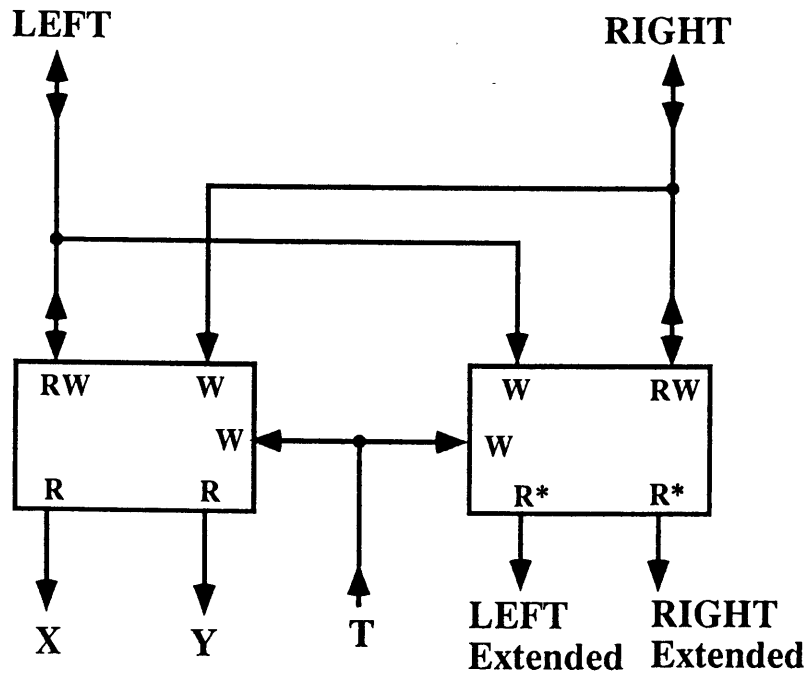 LEFT
RIGHT
RW
W
W
RW
W
W
R
R
R*
R*
X
Y
T
LEFT
Extended
RIGHT
Extended